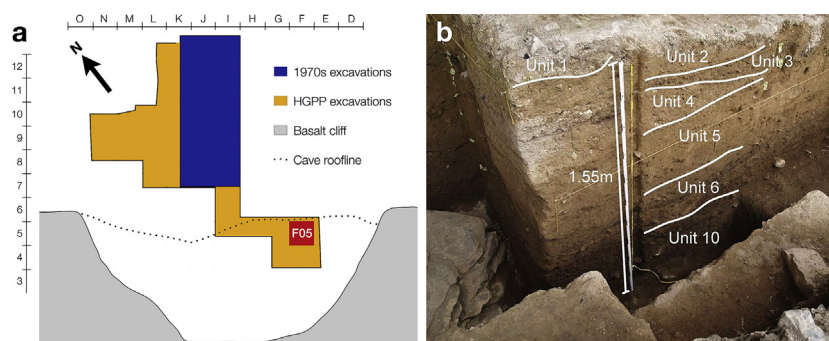 a
O N M L K J I H G F E D
N
12
11
10
9
8
7
6
5
4
3
1970s excavations
HGPP excavations
Basalt cliff
Cave roofline
F05
b
Unit 1
Unit 2
Unit 3
Unit 4
Unit 5
1.55m
Unit 6
Unit 10